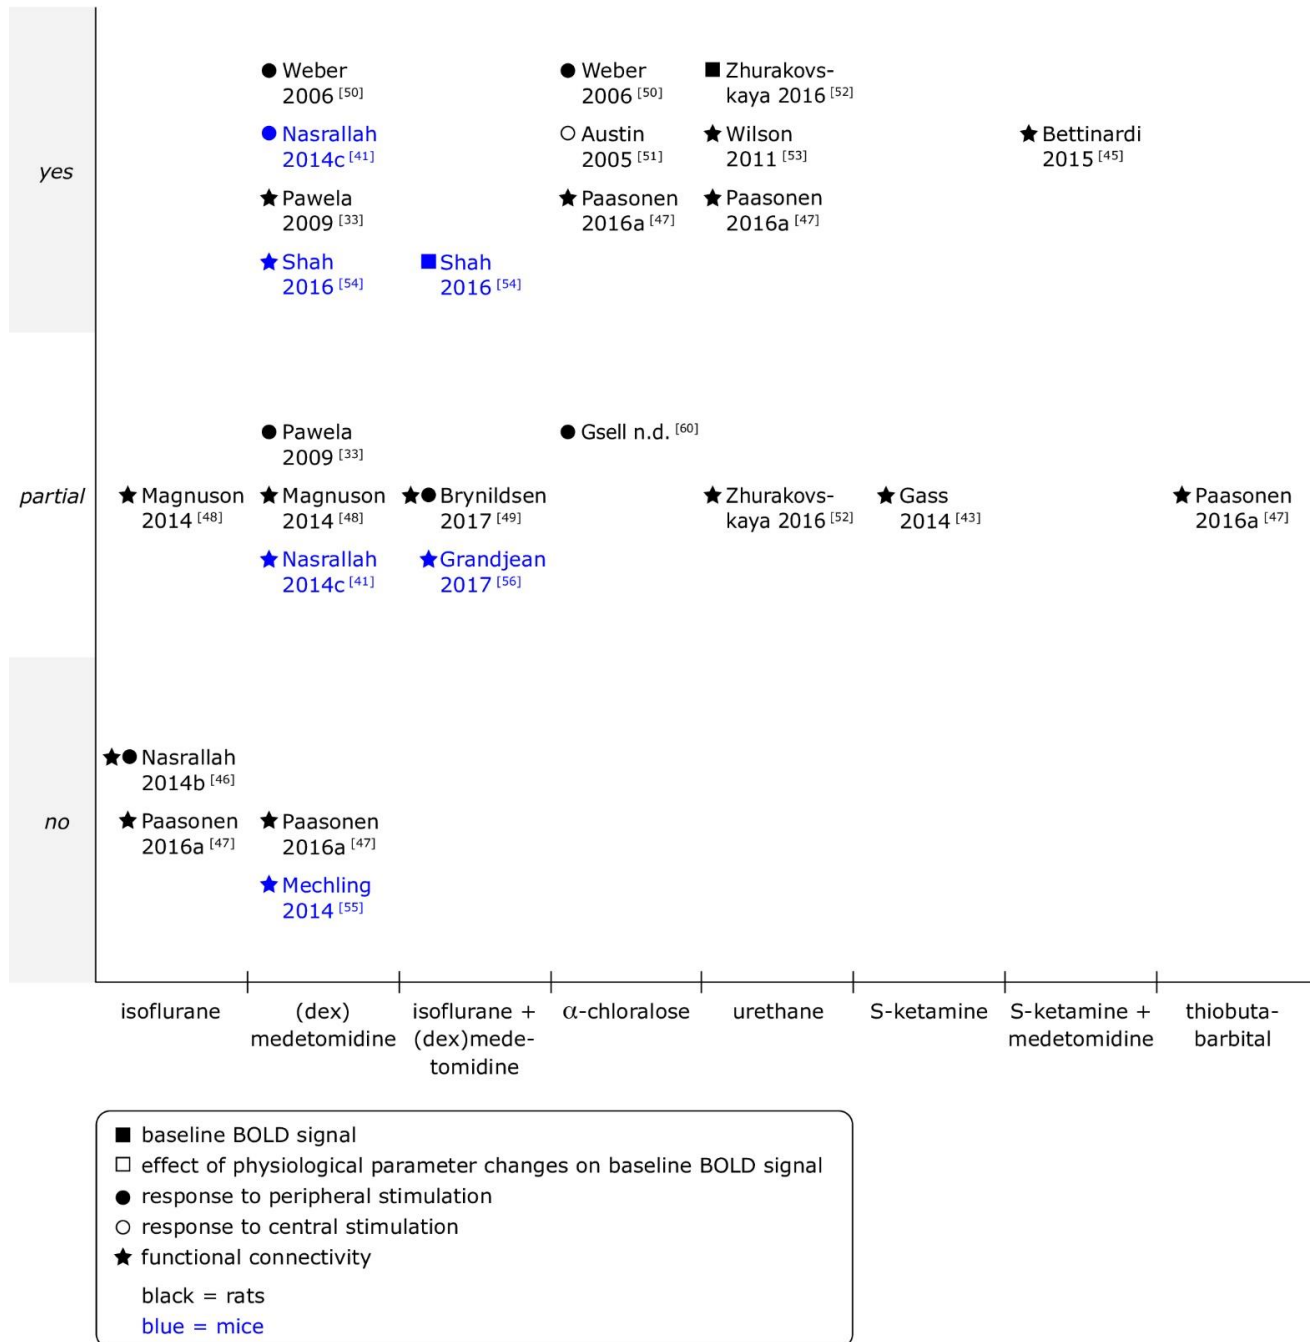 yes
Weber
2006 [50]
Nasrallah
2014c [41]
Pawela
2009 [33]
Shah
2016 [54]
Shah
2016 [54]
Weber
2006 [50]
Austin
2005 [51]
Paasonen
2016a [47]
Zhurakovs-
kaya 2016 [52]
Wilson
2011 [53]
Paasonen
2016a [47]
Bettinardi
2015 [45]
partial
Magnuson
2014 [48]
Pawela
2009 [33]
Magnuson
2014 [48]
Nasrallah
2014c [41]
Brynildsen
2017 [49]
Grandjean
2017 [56]
Gsell n.d. [60]
Zhurakovs-
kaya 2016 [52]
Gass
2014 [43]
Paasonen
2016a [47]
no
Nasrallah
2014b [46]
Paasonen
2016a [47]
Paasonen
2016a [47]
Mechling
2014 [55]
isoflurane
(dex)
medetomidine
isoflurane +
(dex)mede-
tomidine
α-chloralose
urethane
S-ketamine
S-ketamine +
medetomidine
thiobuta-
barbital
baseline BOLD signal
effect of physiological parameter changes on baseline BOLD signal
response to peripheral stimulation
response to central stimulation
functional connectivity
black = rats
blue = mice